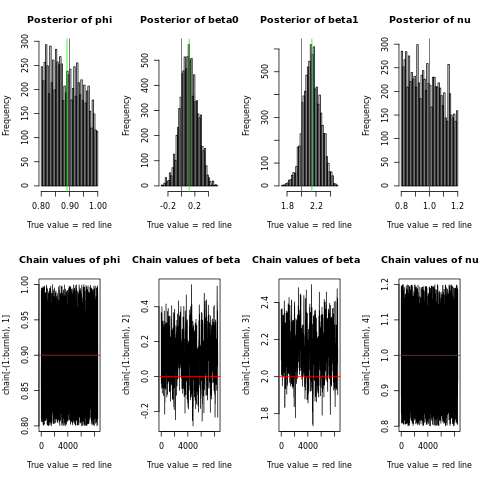 Posterior of phi
Posterior of beta0
Posterior of beta1
Posterior of nu
Frequency
0 50 100 150 200 250 300
0.80 0.90 1.00
True value = red line
Frequency
0 100 200 300 400 500
-0.2 0.2
True value = red line
Frequency
0 100 400 600
1.8 2.2
True value = red line
Frequency
0 50 100 150 200 250 300
0.8 1.0 1.2
True value = red line
Chain values of phi
Chain values of beta
Chain values of beta
Chain values of nu
chain[-(1:burnIn), 1]
0.80 0.85 0.90 0.95 1.00
0 4000
True value = red line
chain[-(1:burnIn), 2]
-0.2 0.0 0.2 0.4
0 4000
True value = red line
chain[-(1:burnIn), 3]
1.8 2.0 2.2 2.4
0 4000
True value = red line
chain[-(1:burnIn), 4]
0.8 0.9 1.0 1.1 1.2
0 4000
True value = red line